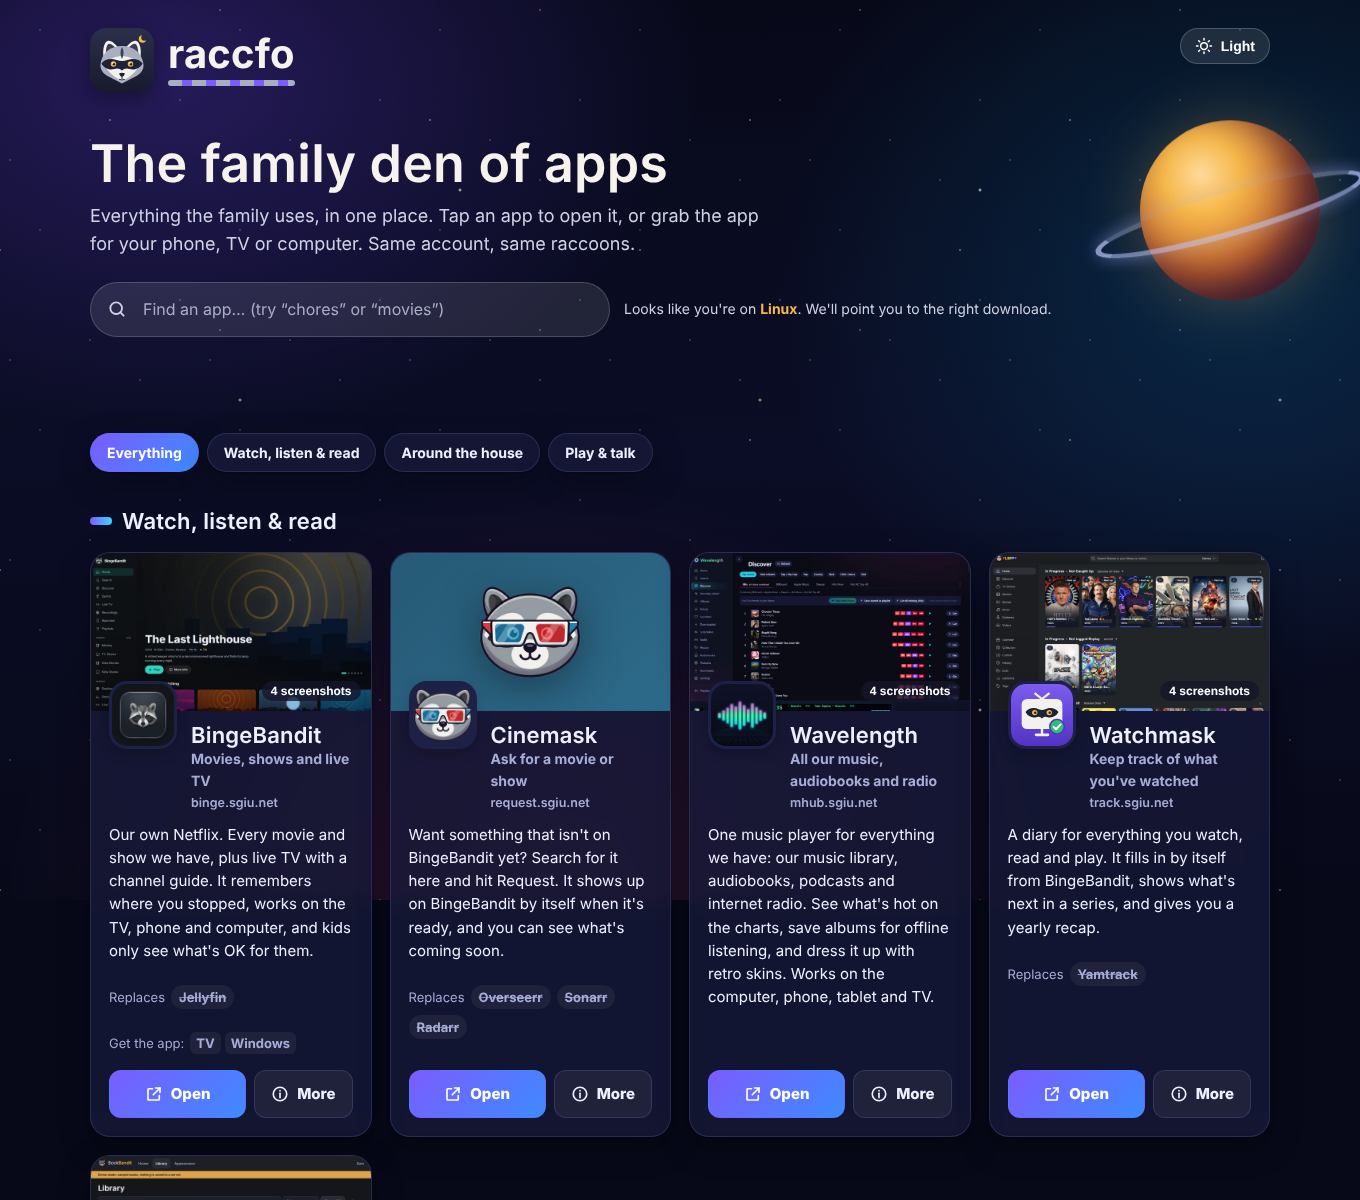 raccfo
Light
The family den of apps
Everything the family uses, in one place. Tap an app to open it, or grab the app
for your phone, TV or computer. Same account, same raccoons.
Find an app... (try “chores” or “movies”)
Looks like you're on Linux. We'll point you to the right download.
Everything
Watch, listen & read
Around the house
Play & talk
Watch, listen & read
BingeBandit
The Last Lighthouse
4 screenshots
BingeBandit
Movies, shows and live
TV
binge.sgiu.net
Our own Netflix. Every movie and
show we have, plus live TV with a
channel guide. It remembers
where you stopped, works on the
TV, phone and computer, and kids
only see what's OK for them.
Replaces Jellyfin
Get the app: TV Windows
Open
More
Cinemask
Ask for a movie or
show
request.sgiu.net
Want something that isn't on
BingeBandit yet? Search for it
here and hit Request. It shows up
on BingeBandit by itself when it's
ready, and you can see what's
coming soon.
Replaces Overseerr Sonarr
Radarr
Open
More
Wavelength
Discover
4 screenshots
Wavelength
All our music,
audiobooks and radio
mhub.sgiu.net
One music player for everything
we have: our music library,
audiobooks, podcasts and
internet radio. See what's hot on
the charts, save albums for offline
listening, and dress it up with
retro skins. Works on the
computer, phone, tablet and TV.
Open
More
4 screenshots
Watchmask
Keep track of what
you've watched
track.sgiu.net
A diary for everything you watch,
read and play. It fills in by itself
from BingeBandit, shows what's
next in a series, and gives you a
yearly recap.
Replaces Yamtrack
Open
More
BookBandit
Home
Library
Appearance
Library